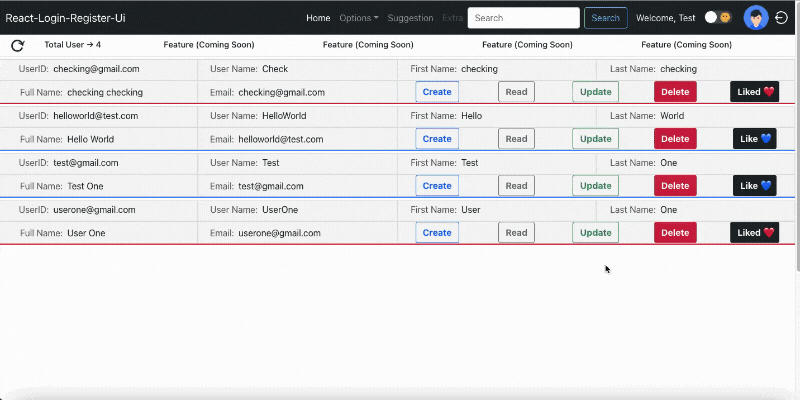 React-Login-Register-Ui Home Options Suggestion Extra Search Search Welcome, Test
Total User → 4 Feature (Coming Soon) Feature (Coming Soon) Feature (Coming Soon) Feature (Coming Soon)
UserID: checking@gmail.com User Name: Check First Name: checking Last Name: checking
Full Name: checking checking Email: checking@gmail.com Create Read Update Delete Liked ❤️
UserID: helloworld@test.com User Name: HelloWorld First Name: Hello Last Name: World
Full Name: Hello World Email: helloworld@test.com Create Read Update Delete Like 💙
UserID: test@gmail.com User Name: Test First Name: Test Last Name: One
Full Name: Test One Email: test@gmail.com Create Read Update Delete Like 💙
UserID: userone@gmail.com User Name: UserOne First Name: User Last Name: One
Full Name: User One Email: userone@gmail.com Create Read Update Delete Liked ❤️